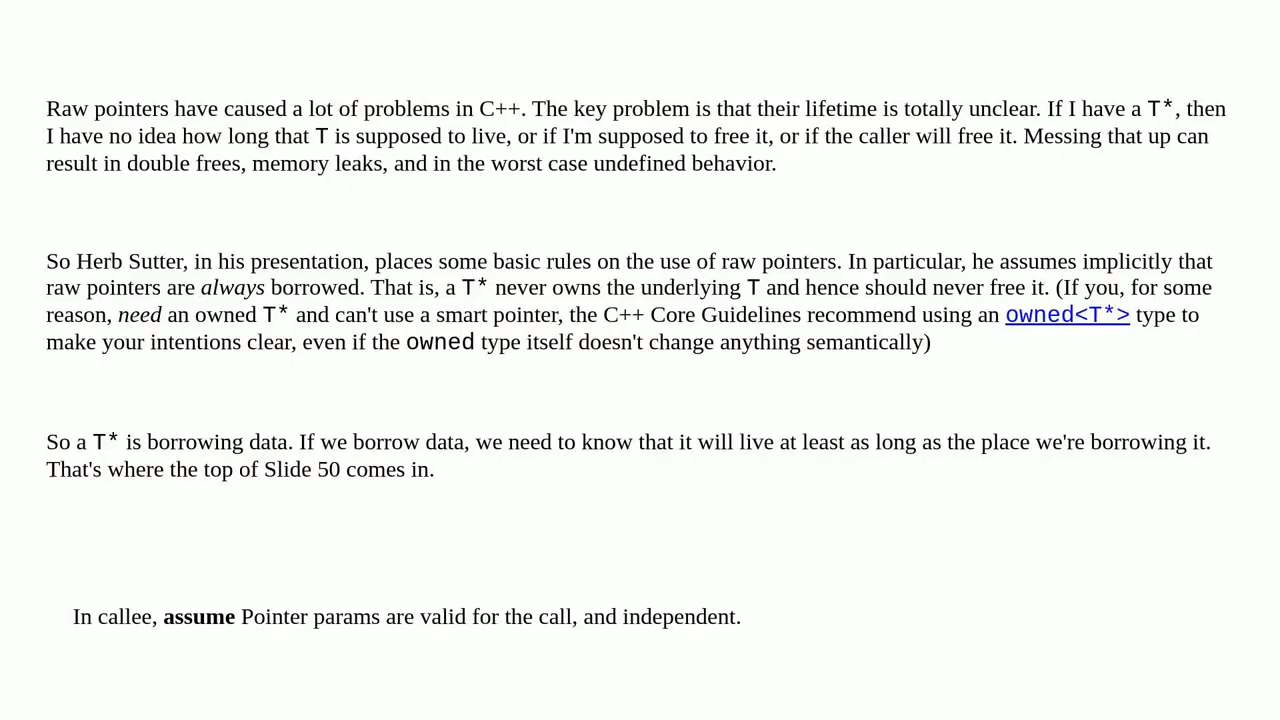 Raw pointers have caused a lot of problems in C++. The key problem is that their lifetime is totally unclear. If I have a T*, then
I have no idea how long that T is supposed to live, or if I'm supposed to free it, or if the caller will free it. Messing that up can
result in double frees, memory leaks, and in the worst case undefined behavior.
So Herb Sutter, in his presentation, places some basic rules on the use of raw pointers. In particular, he assumes implicitly that
raw pointers are always borrowed. That is, a T* never owns the underlying T and hence should never free it. (If you, for some
reason, need an owned T* and can't use a smart pointer, the C++ Core Guidelines recommend using an owned<T*> type to
make your intentions clear, even if the owned type itself doesn't change anything semantically)
So a T* is borrowing data. If we borrow data, we need to know that it will live at least as long as the place we're borrowing it.
That's where the top of Slide 50 comes in.
In callee, assume Pointer params are valid for the call, and independent.